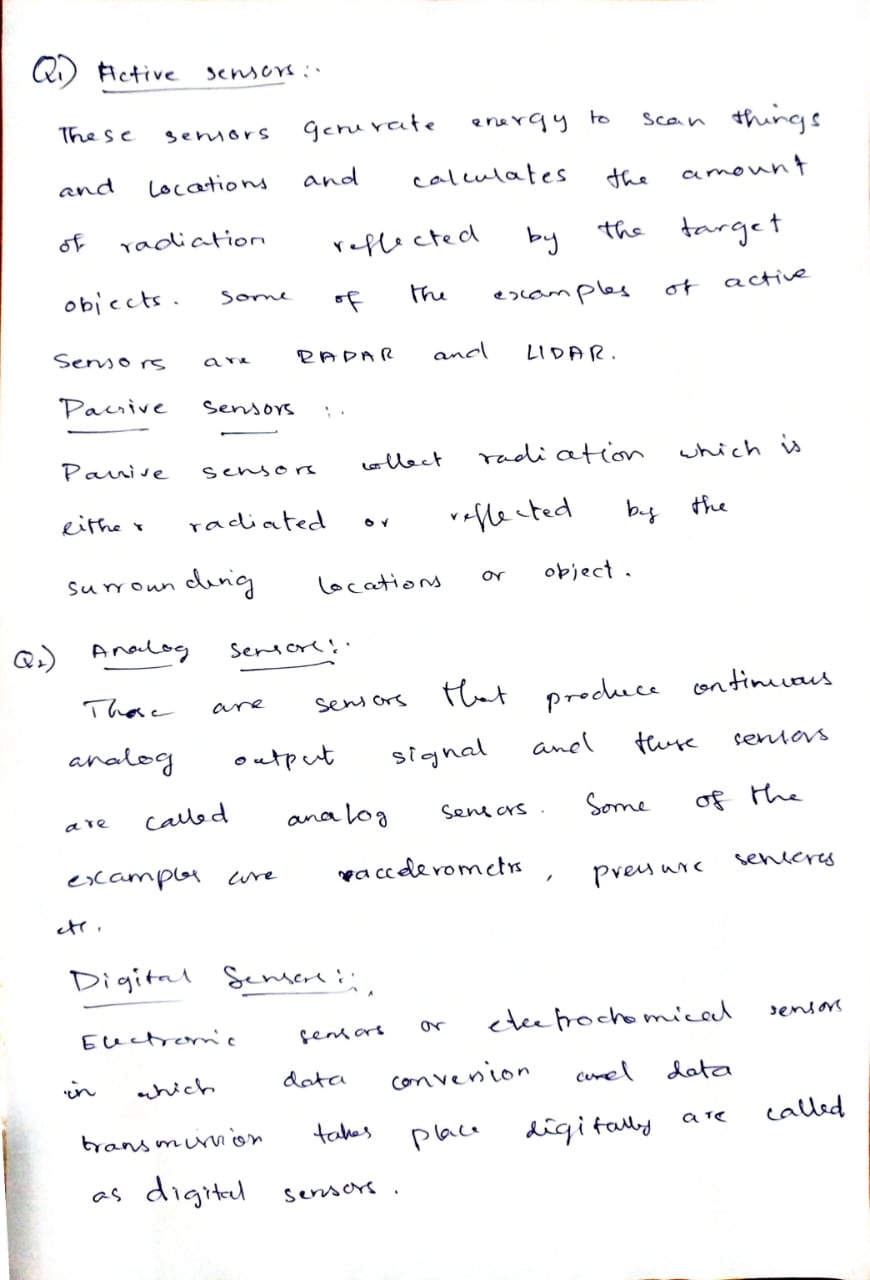 Q1) Active sensors:.
These sensors generate energy to scan things
and locations and calculates the amount
of radiation reflected by the target
objects. Some of the examples of active
Sensors are RADAR and LIDAR.
Passive sensors :.
Passive sensors collect radiation which is
either radiated or reflected by the
surrounding locations or object.
Q2) Analog sensors:.
These are sensors that produce continuous
analog output signal and these sensors
are called analog sensors. Some of the
examples are accelerometrs, pressure sensors
etc.
Digital Sensors:.
Electronic sensors or electrochemical sensors
in which data conversion and data
transmission takes place digitally are called
as digital sensors.